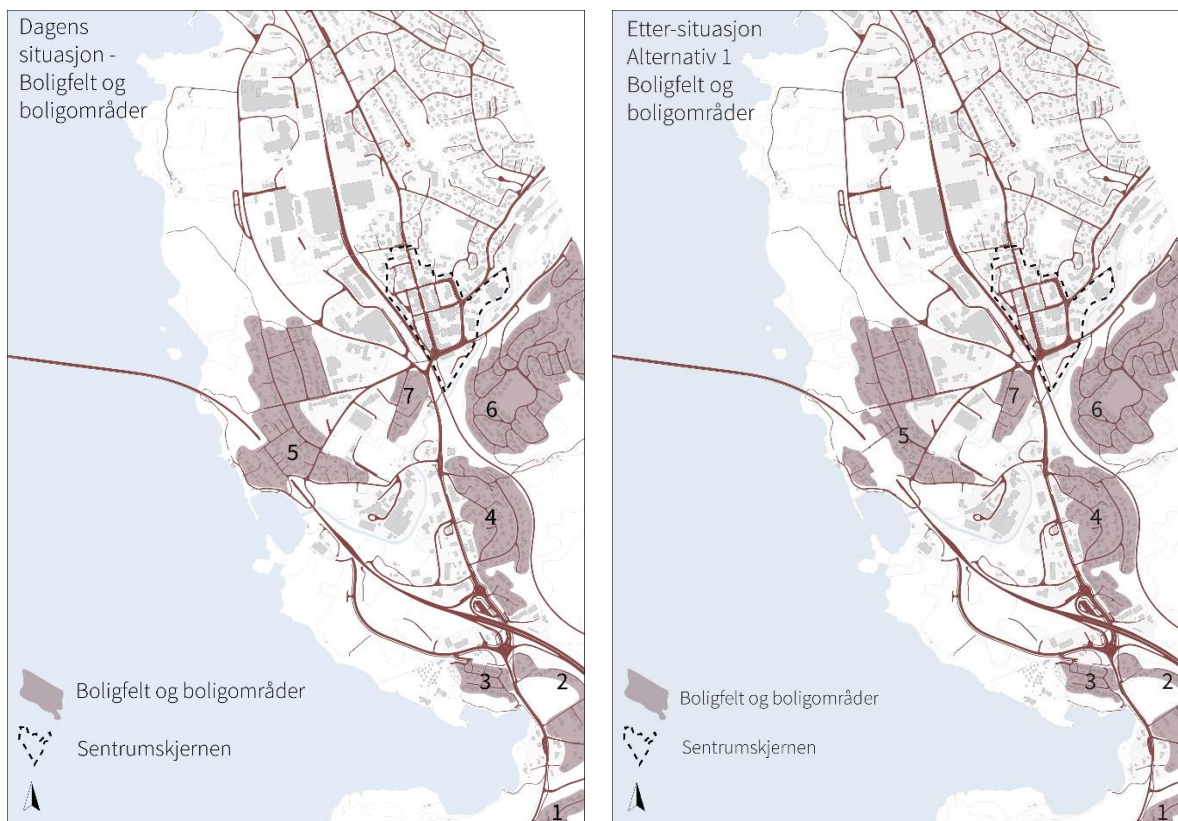 Dagens
situasjon -
Boligfelt og
boligområder
7
6
5
4
3
2
1
Boligfelt og boligområder
Sentrumskjernen
Etter-situasjon
Alternativ 1
Boligfelt og
boligområder
7
6
5
4
3
2
1
Boligfelt og boligområder
Sentrumskjernen